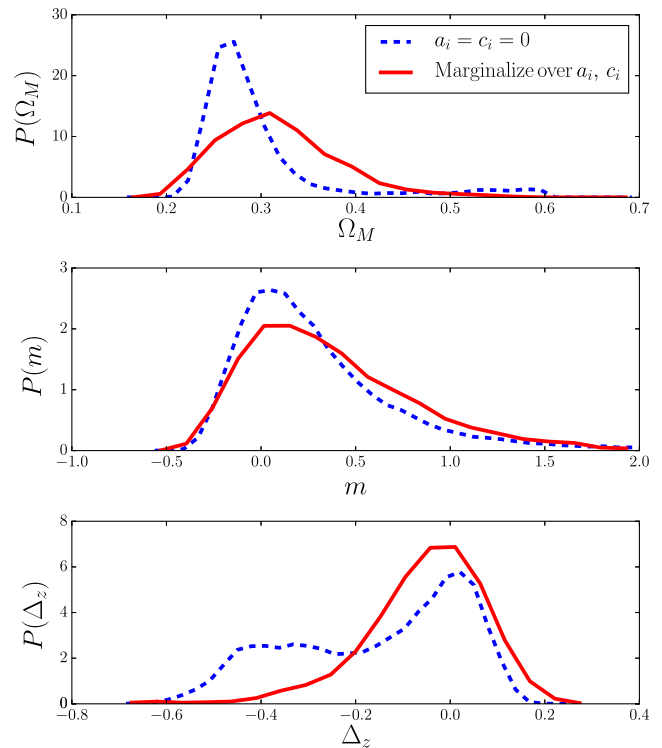 30
20
10
0
P(Ω_M)
a_i = c_i = 0
Marginalize over a_i, c_i
0.1 0.2 0.3 0.4 0.5 0.6 0.7
Ω_M
3
2
1
0
P(m)
−1.0 −0.5 0.0 0.5 1.0 1.5 2.0
m
8
6
4
2
0
P(Δ_z)
−0.8 −0.6 −0.4 −0.2 0.0 0.2 0.4
Δ_z